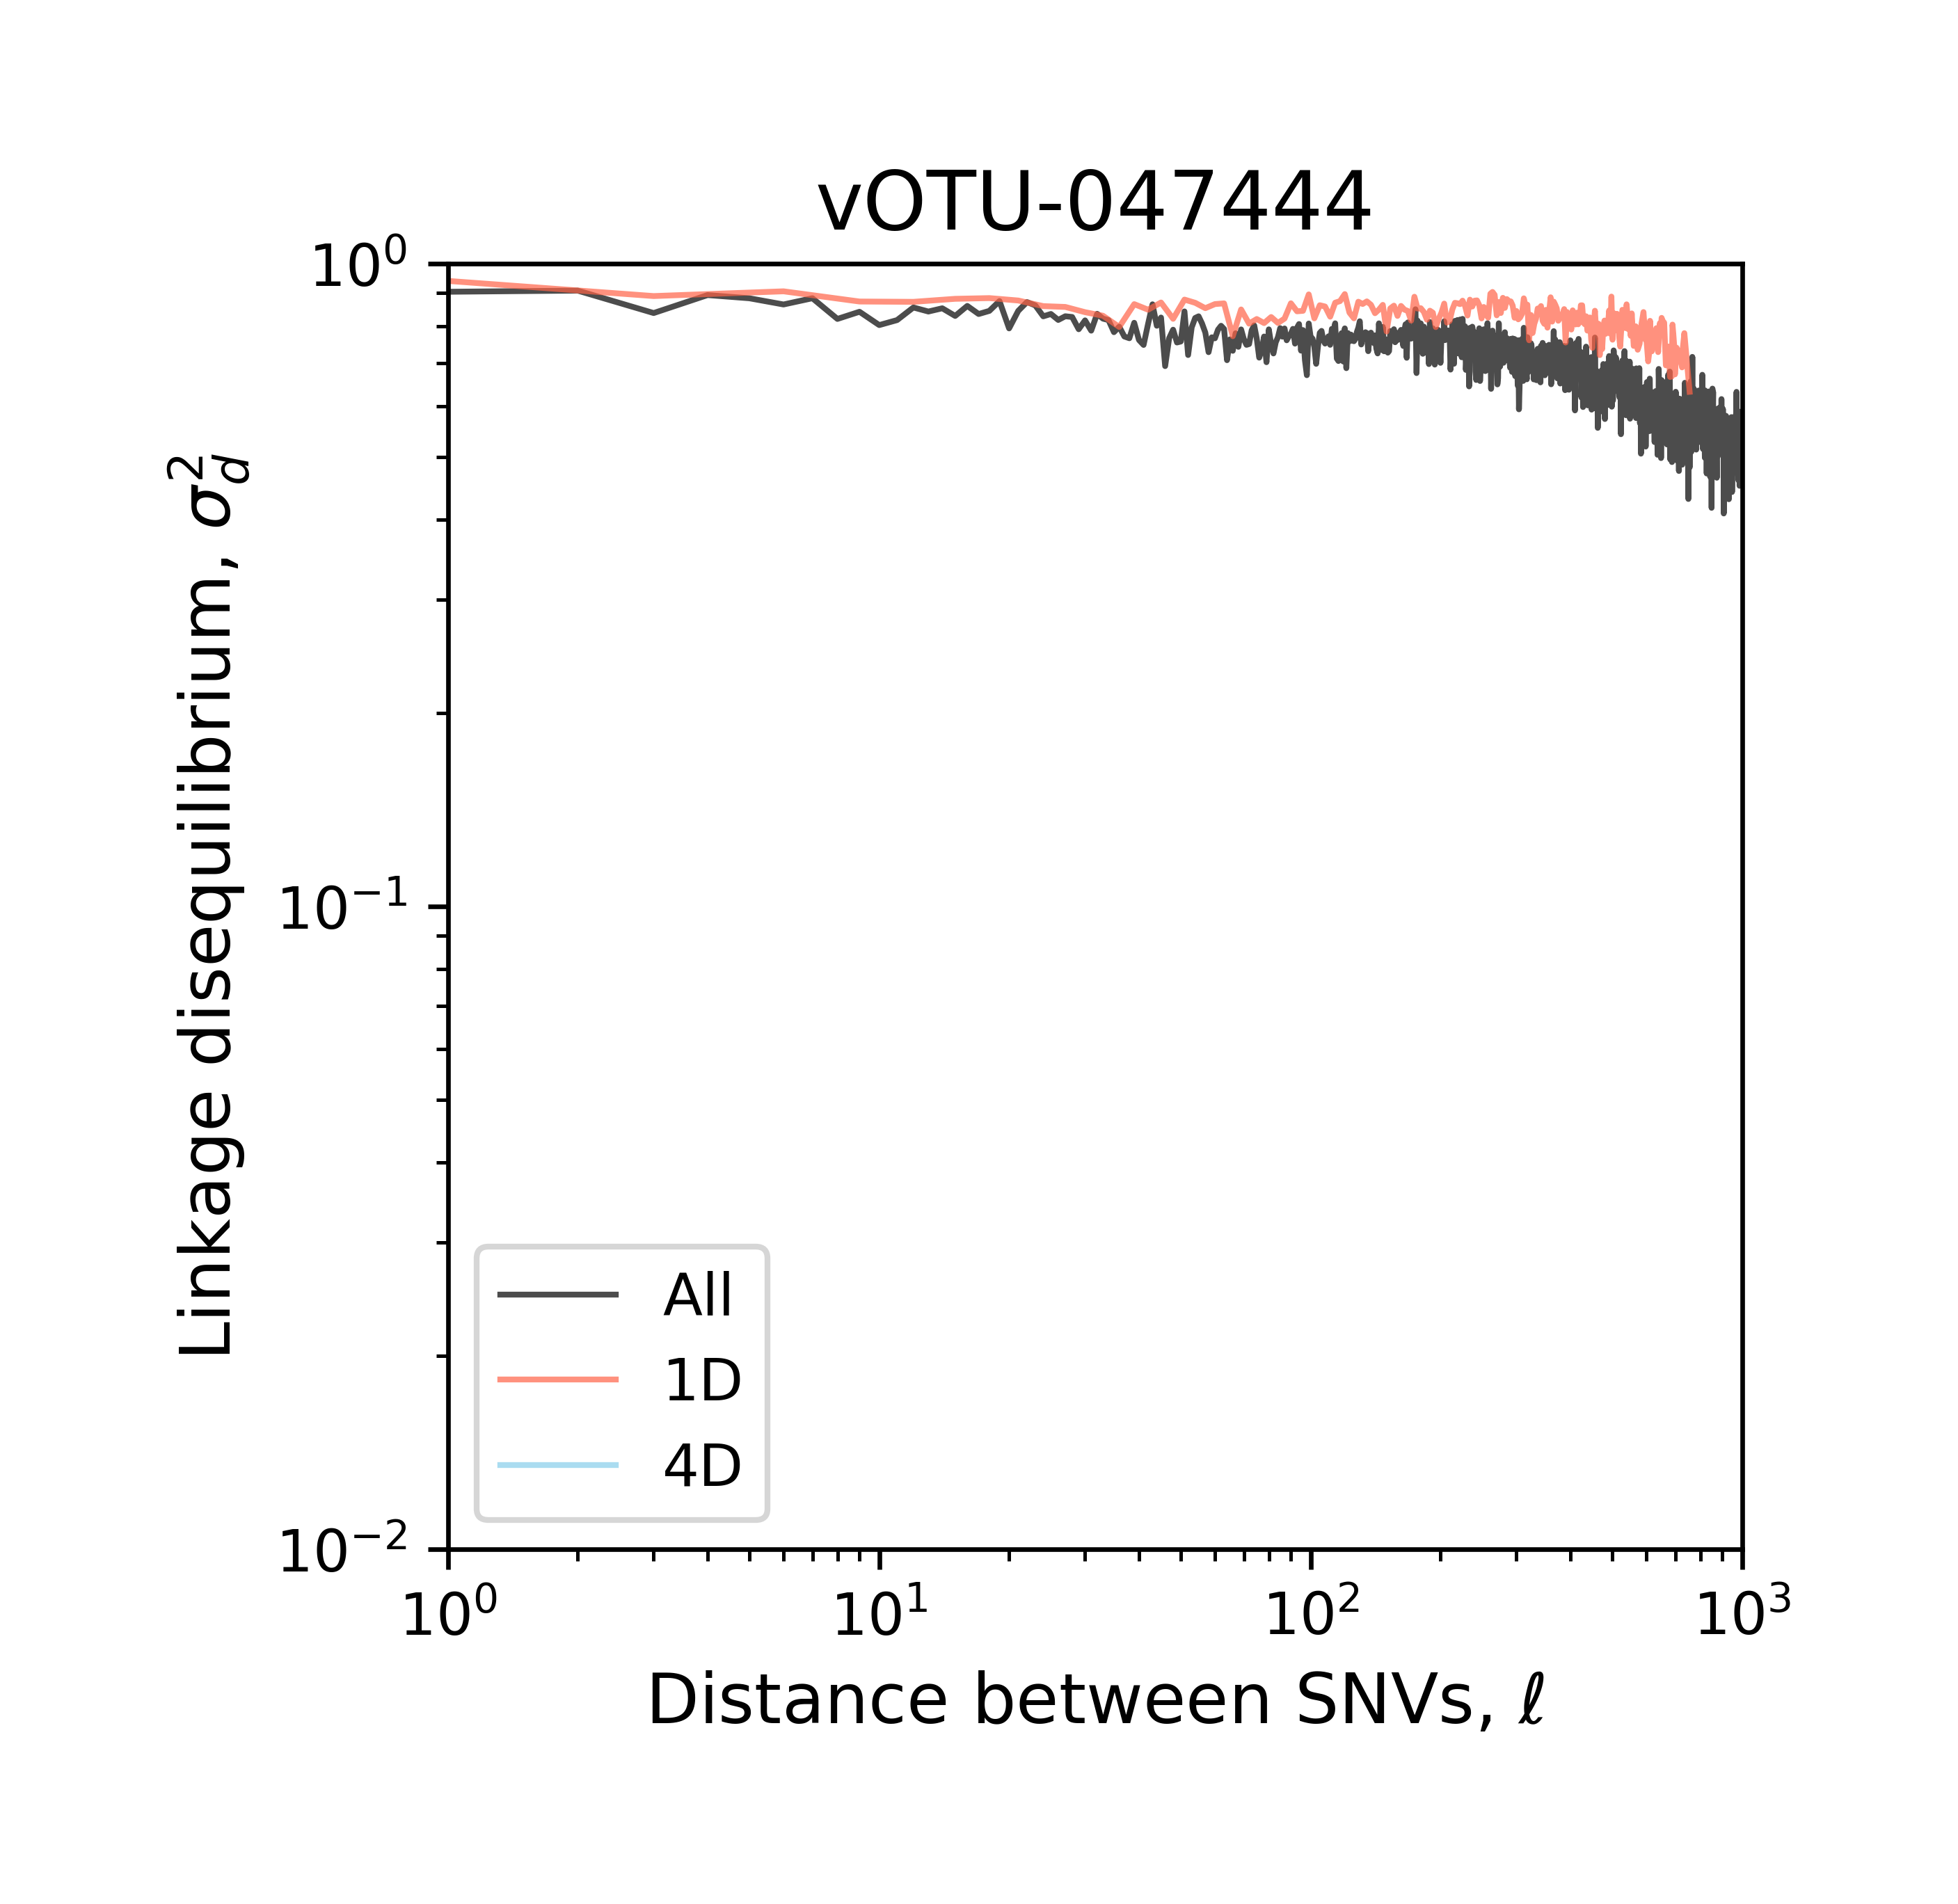 vOTU-047444
10⁰
10⁻¹
10⁻²
Linkage disequilibrium, σ²_d
All
1D
4D
10⁰ 10¹ 10² 10³
Distance between SNVs, ℓ